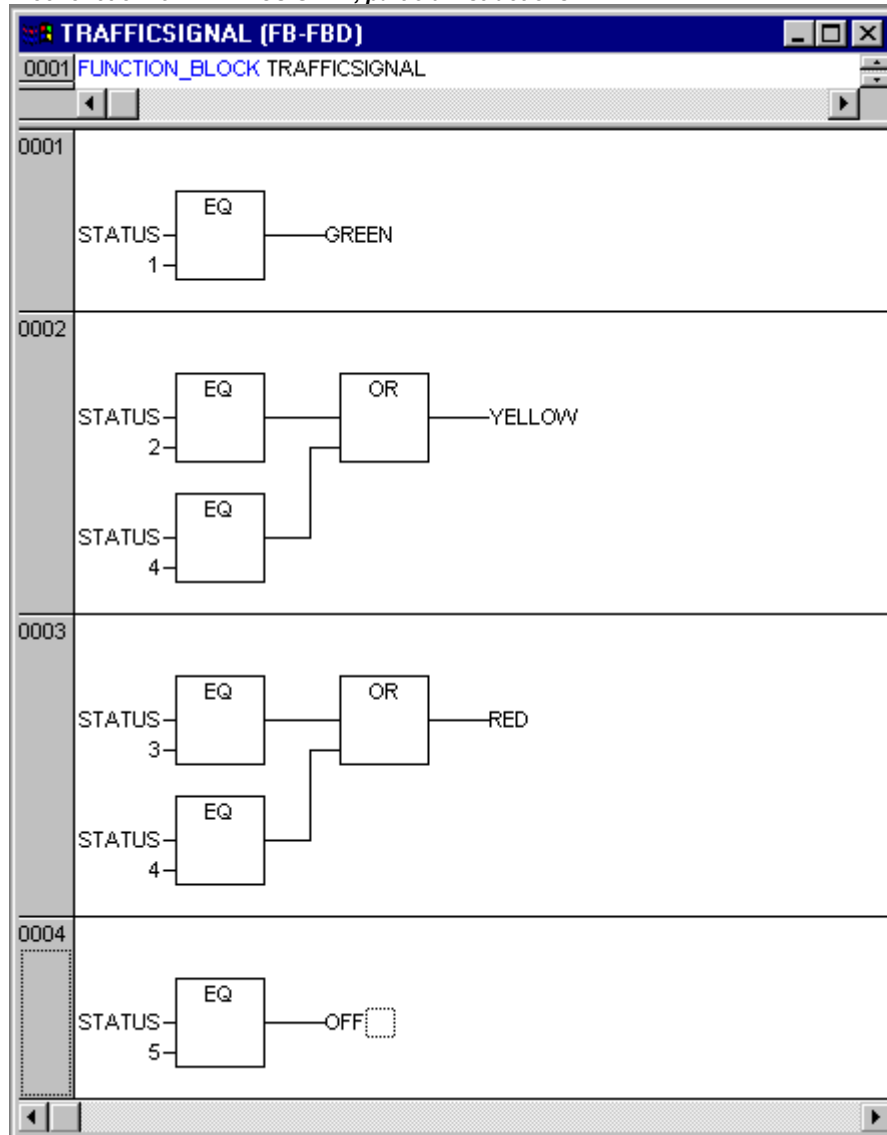 TRAFFICSIGNAL (FB-FBD)
0001 FUNCTION_BLOCK TRAFFICSIGNAL
0001
EQ
STATUS GREEN
1
0002
EQ OR
STATUS YELLOW
2
EQ
STATUS
4
0003
EQ OR
STATUS RED
3
EQ
STATUS
4
0004
EQ
STATUS OFF
5